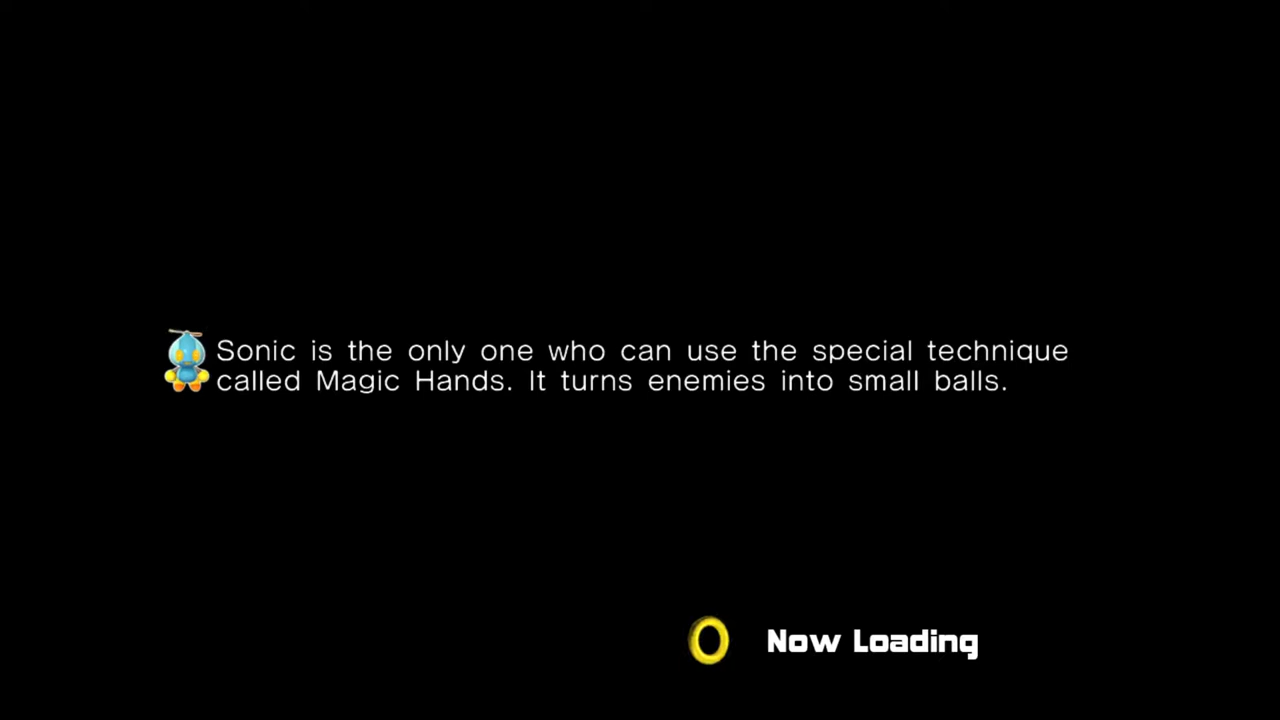 Sonic is the only one who can use the special technique
called Magic Hands. It turns enemies into small balls.
Now Loading